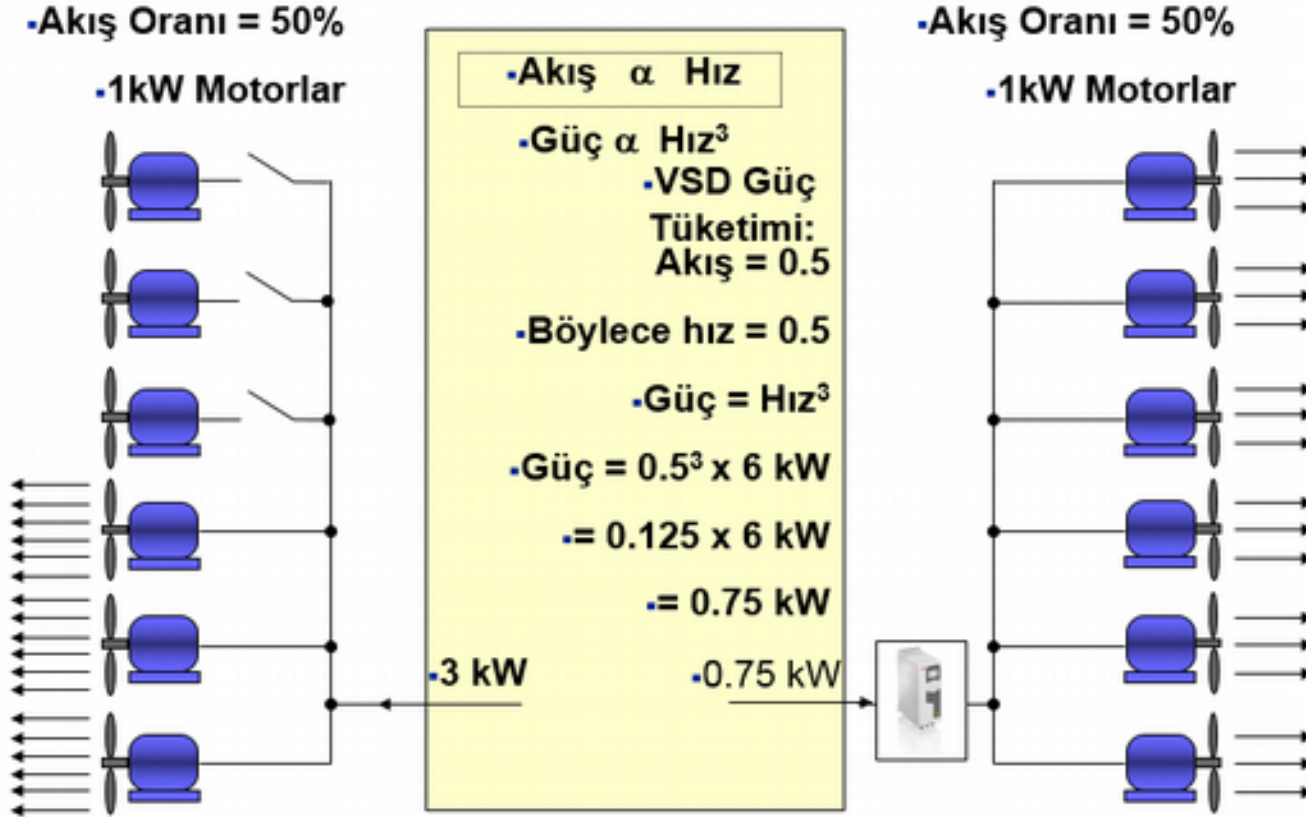 ▪Akış Oranı = 50%
▪1kW Motorlar
▪Akış α Hız
▪Güç α Hız³
▪VSD Güç
Tüketimi:
Akış = 0.5
▪Böylece hız = 0.5
▪Güç = Hız³
▪Güç = 0.5³ x 6 kW
▪= 0.125 x 6 kW
▪= 0.75 kW
▪3 kW
▪0.75 kW
▪Akış Oranı = 50%
▪1kW Motorlar